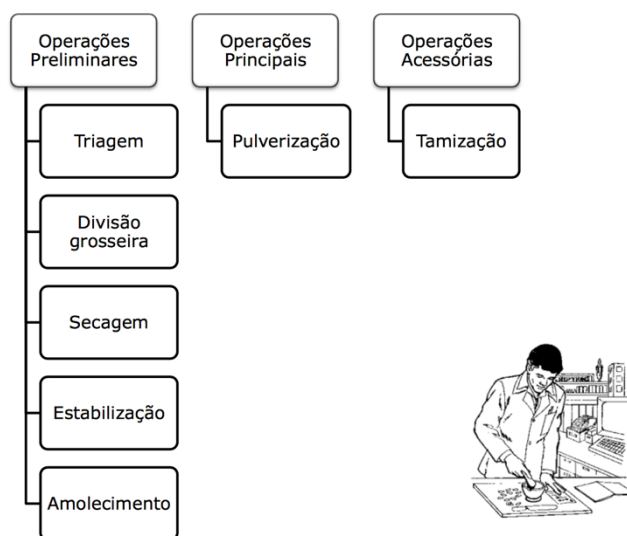 Operações
Preliminares
Operações
Principais
Operações
Acessórias
Triagem
Pulverização
Tamização
Divisão
grosseira
Secagem
Estabilização
Amolecimento